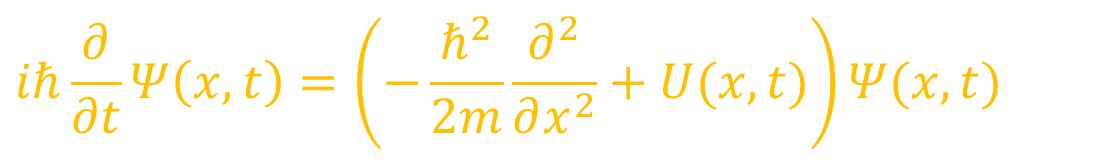 iħ ∂/∂t Ψ(x, t) = (− ħ²/2m ∂²/∂x² + U(x, t)) Ψ(x, t)